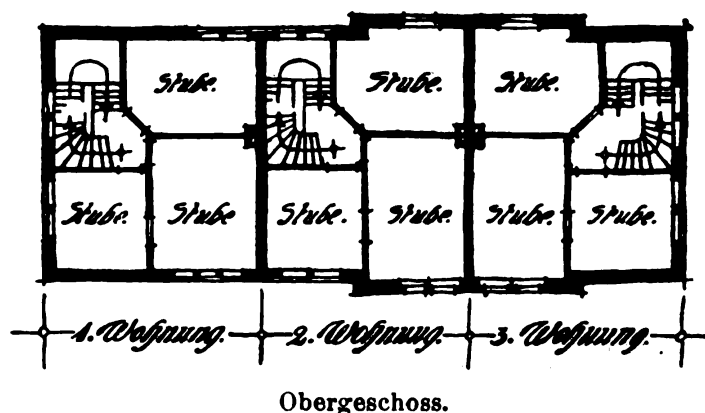 Stube. Stube. Stube.
Stube. Stube Stube. Stube. Stube. Stube.
1. Wohnung. 2. Wohnung. 3. Wohnung.
Obergeschoss.